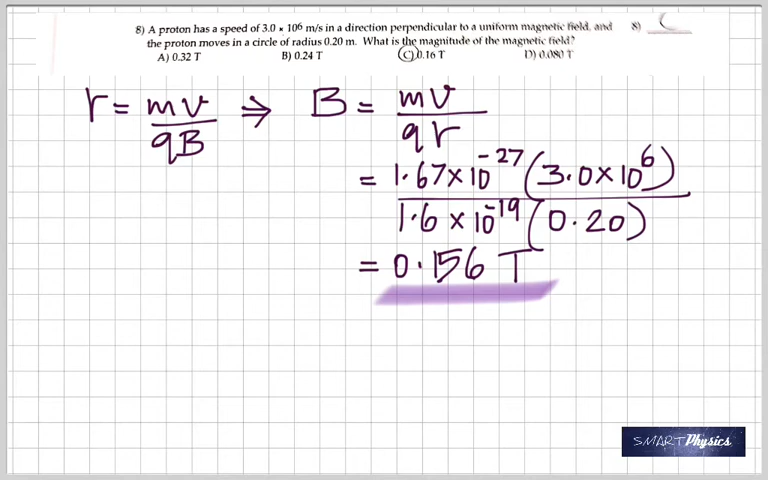 8) A proton has a speed of 3.0 × 10⁶ m/s in a direction perpendicular to a uniform magnetic field, and 8) C
the proton moves in a circle of radius 0.20 m. What is the magnitude of the magnetic field?
A) 0.32 T B) 0.24 T C) 0.16 T D) 0.080 T
r = mv/qB ⇒ B = mv/qr
= 1.67×10⁻²⁷ (3.0×10⁶) / 1.6×10⁻¹⁹ (0.20)
= 0.156 T
SMART Physics